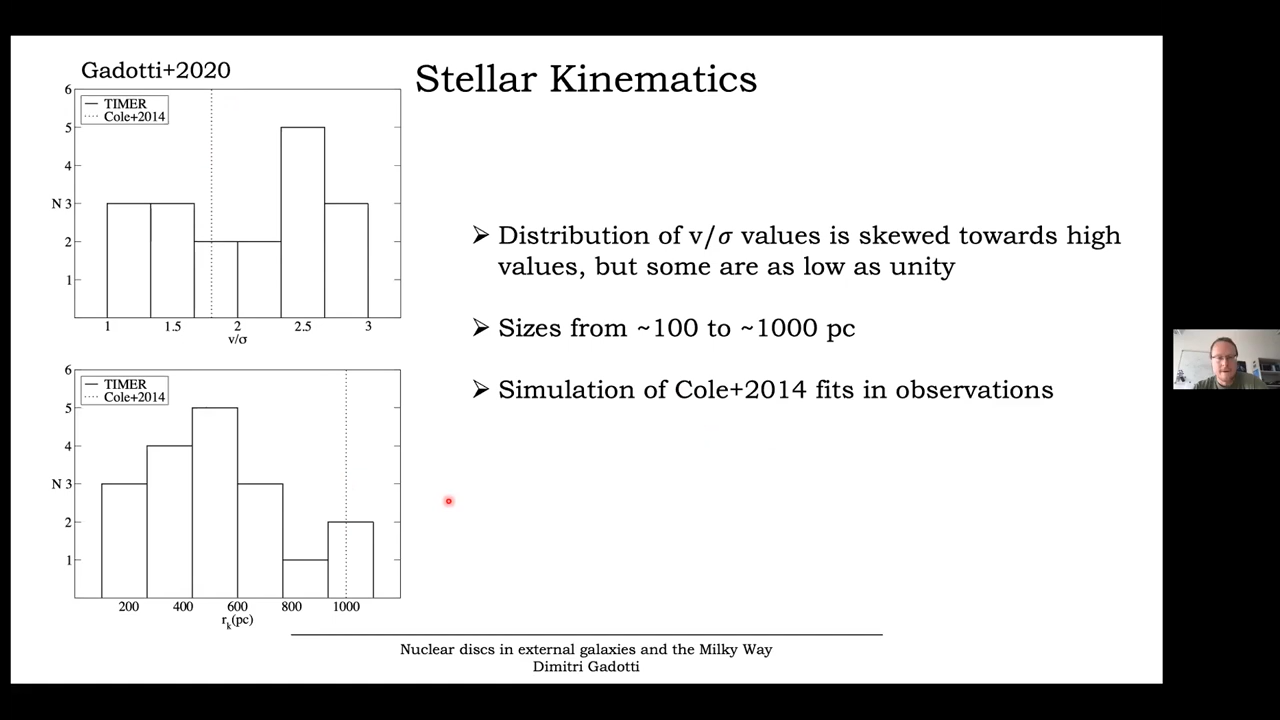 Gadotti+2020
Stellar Kinematics
6
5
4
N 3
2
1
TIMER
Cole+2014
1 1.5 2 2.5 3
v/σ
➢ Distribution of v/σ values is skewed towards high
values, but some are as low as unity
➢ Sizes from ~100 to ~1000 pc
➢ Simulation of Cole+2014 fits in observations
6
5
4
N 3
2
1
TIMER
Cole+2014
200 400 600 800 1000
rk(pc)
Nuclear discs in external galaxies and the Milky Way
Dimitri Gadotti